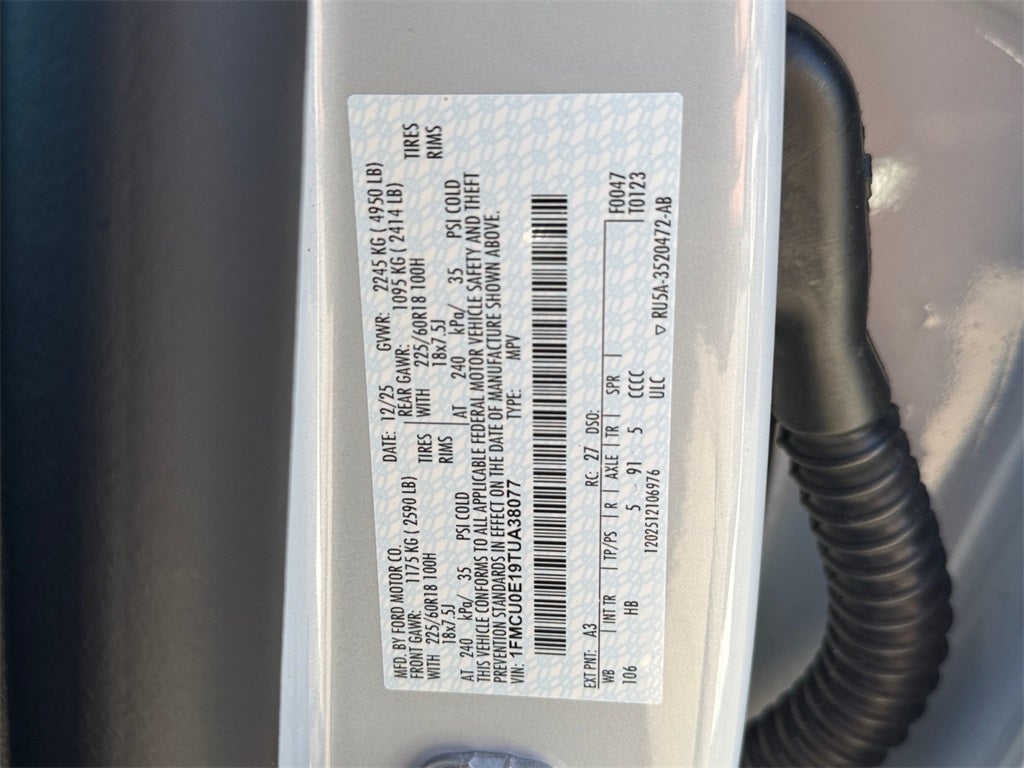 MFD. BY FORD MOTOR CO. DATE: 12/25 GVWR: 2245 KG ( 4950 LB)
FRONT GAWR: 1175 KG ( 2590 LB) REAR GAWR: 1095 KG ( 2414 LB)
WITH 225/60R18 100H TIRES WITH 225/60R18 100H TIRES
18x7.5J RIMS 18x7.5J RIMS
AT 240 kPa/ 35 PSI COLD AT 240 kPa/ 35 PSI COLD
THIS VEHICLE CONFORMS TO ALL APPLICABLE FEDERAL MOTOR VEHICLE SAFETY AND THEFT
PREVENTION STANDARDS IN EFFECT ON THE DATE OF MANUFACTURE SHOWN ABOVE.
VIN: 1FMCU0E19TUA38077 TYPE: MPV
EXT PNT: A3 RC: 27 DSO: F0047
WB INT TR TP/PS R AXLE TR SPR T0123
106 HB 5 91 5 CCCC
1202512106976 ULC ▽ RU5A-3520472-AB